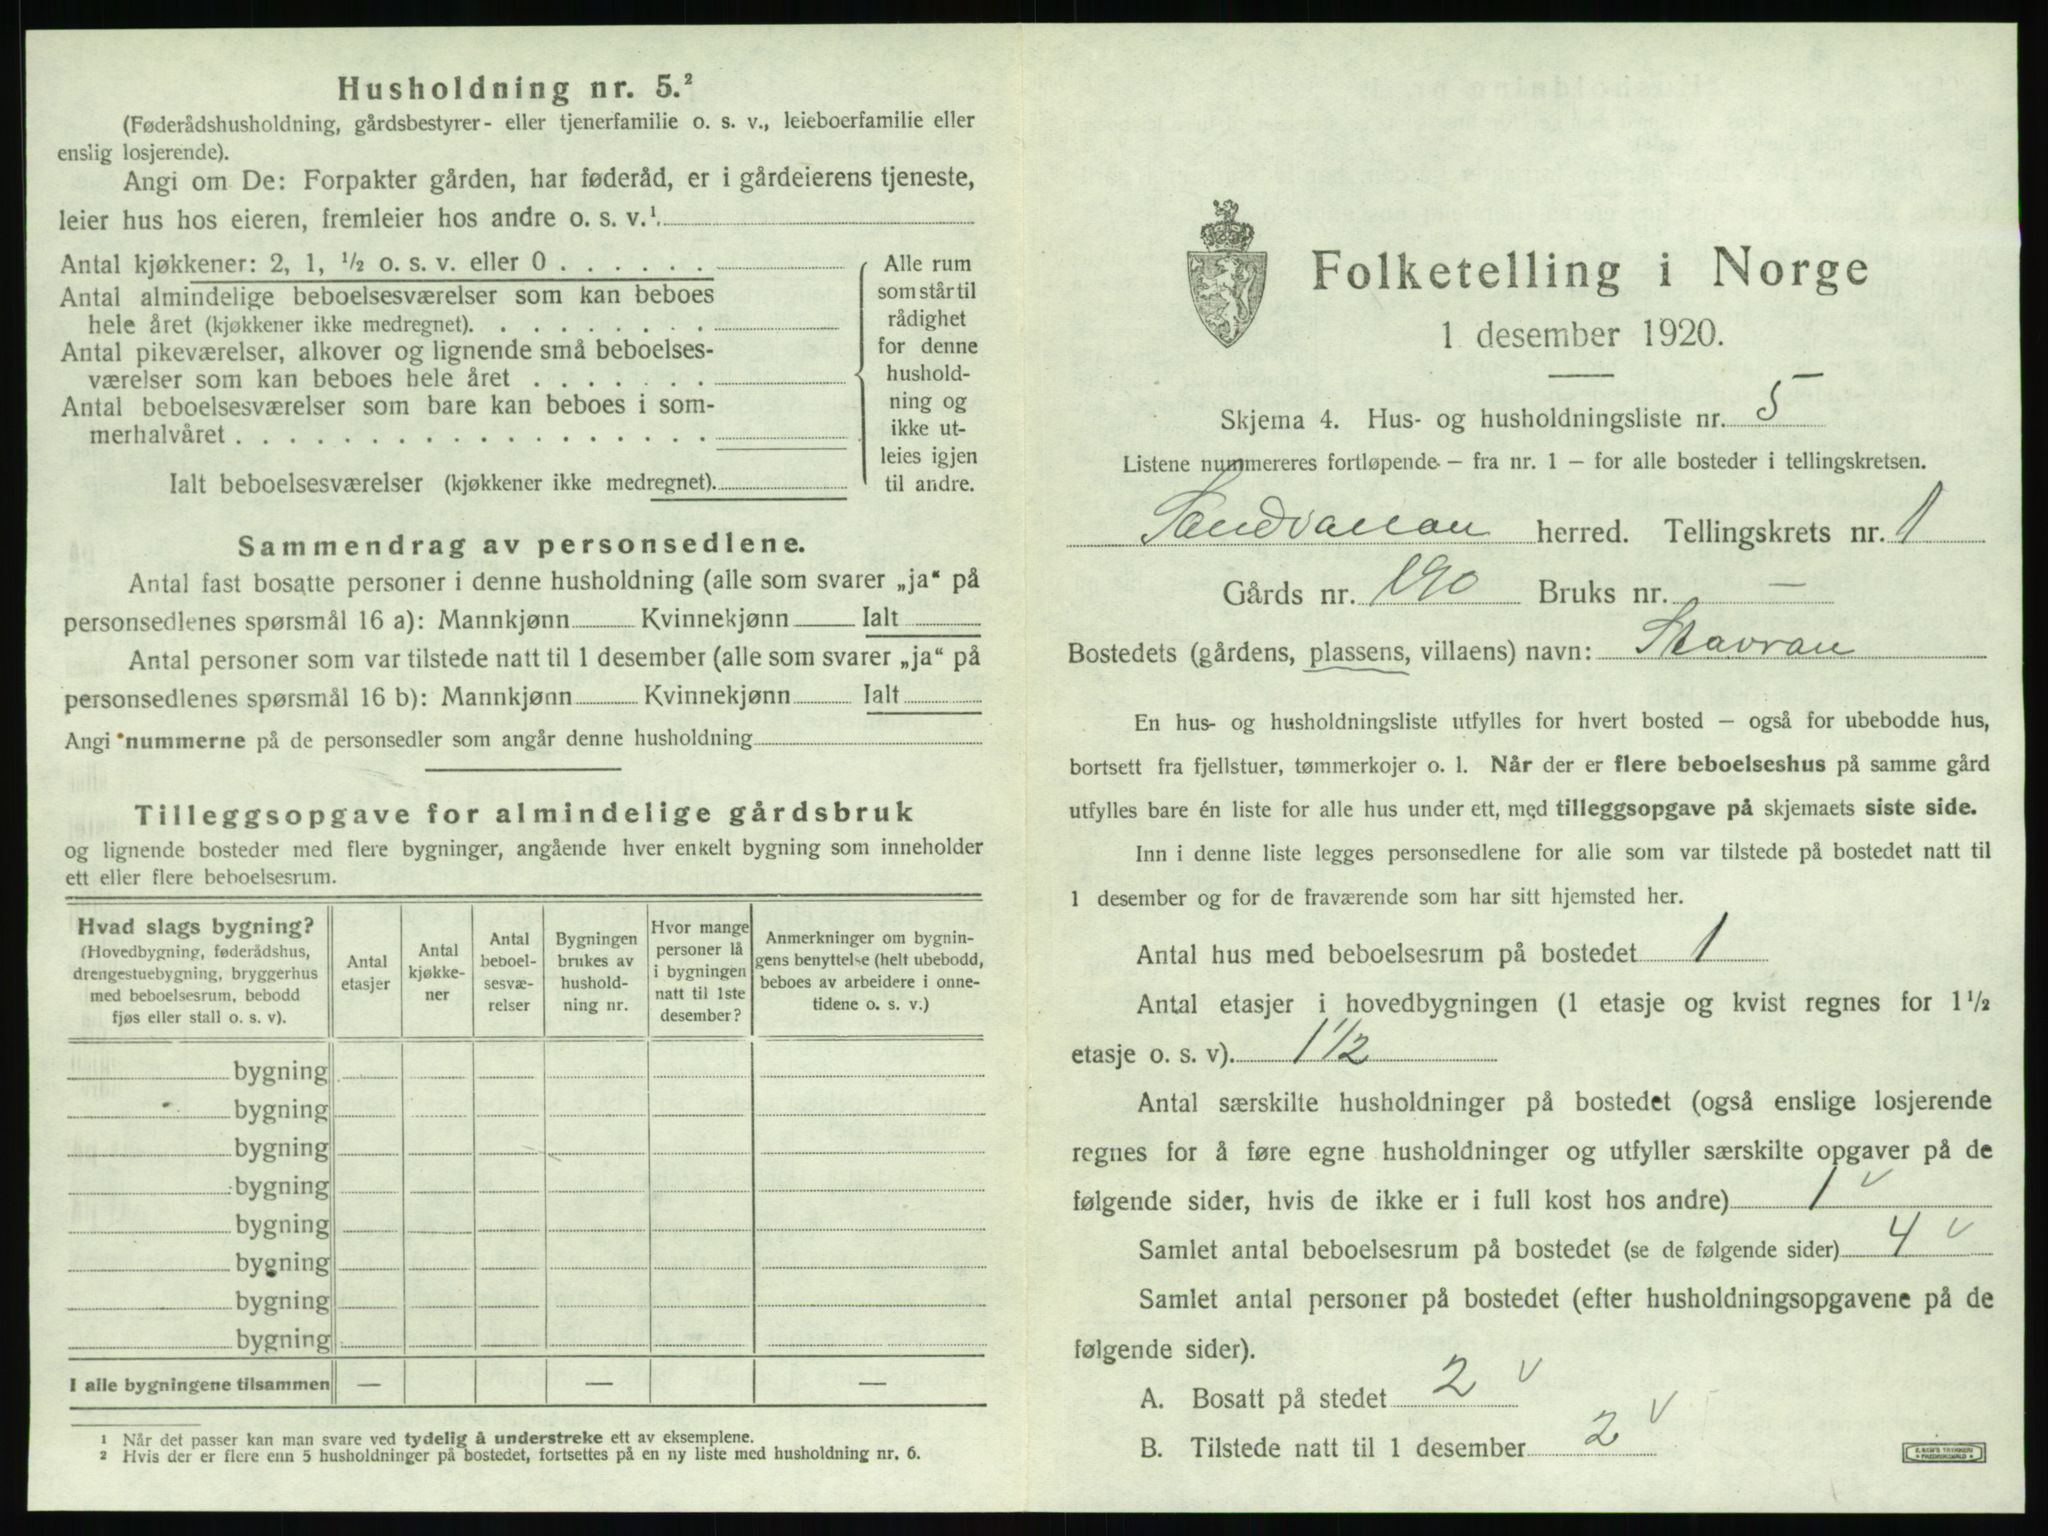 Husholdning nr. 5.²
(Føderådshusholdning, gårdsbestyrer- eller tjenerfamilie o. s. v., leieboerfamilie eller
enslig losjerende).
Angi om De: Forpakter gården, har føderåd, er i gårdeierens tjeneste,
leier hus hos eieren, fremleier hos andre o. s. v.¹
Antal kjøkkener: 2, 1, ½ o. s. v. eller 0 . . . . . .
Antal almindelige beboelsesværelser som kan beboes
hele året (kjøkkener ikke medregnet). . . . . . . . .
Antal pikeværelser, alkover og lignende små beboelses-
værelser som kan beboes hele året . . . . . . .
Antal beboelsesværelser som bare kan beboes i som-
merhalvåret . . . . . . . . . . . . . . . . . .
Ialt beboelsesværelser (kjøkkener ikke medregnet).
Alle rum
som står til
rådighet
for denne
hushold-
ning og
ikke ut-
leies igjen
til andre.
Sammendrag av personsedlene.
Antal fast bosatte personer i denne husholdning (alle som svarer „ja“ på
personsedlenes spørsmål 16 a): Mannkjønn Kvinnekjønn Ialt
Antal personer som var tilstede natt til 1 desember (alle som svarer „ja“ på
personsedlenes spørsmål 16 b): Mannkjønn Kvinnekjønn Ialt
Angi nummerne på de personsedler som angår denne husholdning
Tilleggsopgave for almindelige gårdsbruk
og lignende bosteder med flere bygninger, angående hver enkelt bygning som inneholder
ett eller flere beboelsesrum.
Hvad slags bygning?
(Hovedbygning, føderådshus,
drengestuebygning, bryggerhus
med beboelsesrum, bebodd
fjøs eller stall o. s. v).
Antal
etasjer
Antal
kjøkke-
ner
Antal
beboel-
sesvæ-
relser
Bygningen
brukes av
hushold-
ning nr.
Hvor mange
personer lå
i bygningen
natt til 1ste
desember?
Anmerkninger om bygnin-
gens benyttelse (helt ubebodd,
beboes av arbeidere i onne-
tidene o. s. v.)
bygning
bygning
bygning
bygning
bygning
bygning
bygning
bygning
I alle bygningene tilsammen — — —
¹ Når det passer kan man svare ved tydelig å understreke ett av eksemplene.
² Hvis der er flere enn 5 husholdninger på bostedet, fortsettes på en ny liste med husholdning nr. 6.
Folketelling i Norge
1 desember 1920.
Skjema 4. Hus- og husholdningsliste nr. 5
Listene nummereres fortløpende — fra nr. 1 — for alle bosteder i tellingskretsen.
herred. Tellingskrets nr. 1
Gårds nr. 190 Bruks nr. —
Bostedets (gårdens, plassens, villaens) navn: Stavran
En hus- og husholdningsliste utfylles for hvert bosted — også for ubebodde hus,
bortsett fra fjellstuer, tømmerkojer o. l. Når der er flere beboelseshus på samme gård
utfylles bare én liste for alle hus under ett, med tilleggsopgave på skjemaets siste side.
Inn i denne liste legges personsedlene for alle som var tilstede på bostedet natt til
1 desember og for de fraværende som har sitt hjemsted her.
Antal hus med beboelsesrum på bostedet 1
Antal etasjer i hovedbygningen (1 etasje og kvist regnes for 1½
etasje o. s. v). 1½
Antal særskilte husholdninger på bostedet (også enslige losjerende
regnes for å føre egne husholdninger og utfyller særskilte opgaver på de
følgende sider, hvis de ikke er i full kost hos andre) 1 v
Samlet antal beboelsesrum på bostedet (se de følgende sider) 4 v
Samlet antal personer på bostedet (efter husholdningsopgavene på de
følgende sider).
A. Bosatt på stedet 2 v
B. Tilstede natt til 1 desember 2 v